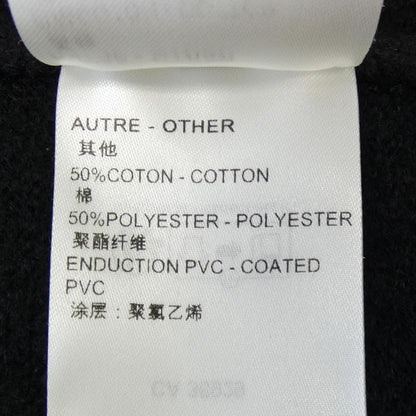 AUTRE - OTHER
其他
50%COTON - COTTON
棉
50%POLYESTER - POLYESTER
聚酯纤维
ENDUCTION PVC - COATED
PVC
涂层：聚氯乙烯